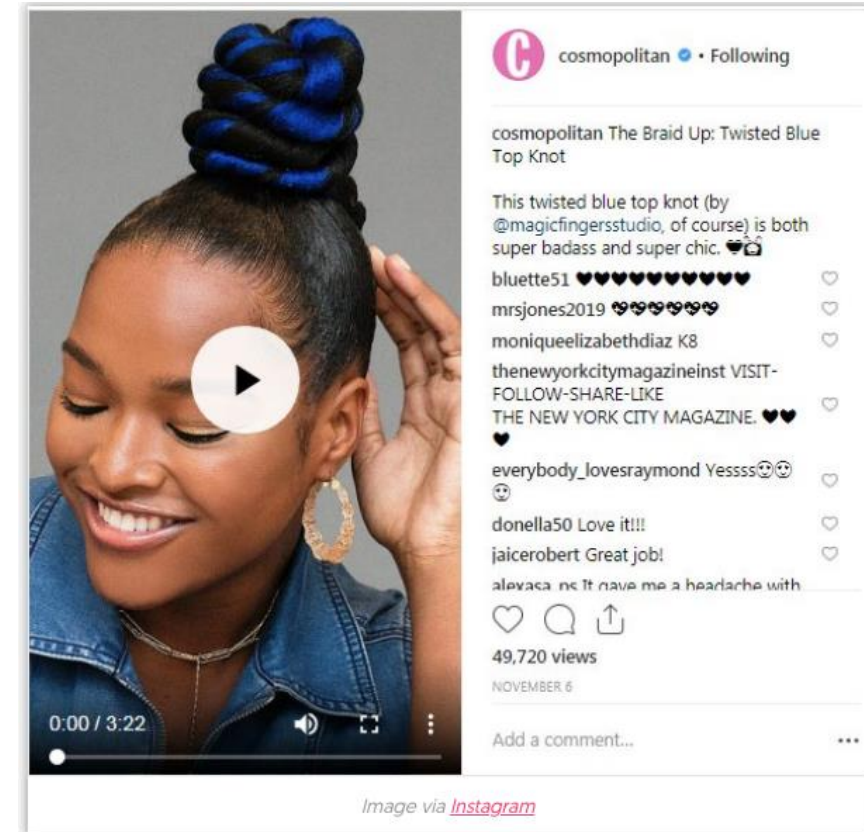 cosmopolitan • Following
cosmopolitan The Braid Up: Twisted Blue
Top Knot
This twisted blue top knot (by
@magicfingersstudio, of course) is both
super badass and super chic. 🖤
bluette51 ♥♥♥♥♥♥♥♥♥♥
mrsjones2019 💖💖💖💖💖💖
moniqueelizabethdiaz K8
thenewyorkcitymagazineinst VISIT-
FOLLOW-SHARE-LIKE
THE NEW YORK CITY MAGAZINE. ♥♥
♥
everybody_lovesraymond Yessss😍😍
😍
donella50 Love it!!!
jaicerobert Great job!
alexasa_ps It gave me a headache with
49,720 views
NOVEMBER 6
Add a comment...
0:00 / 3:22
Image via Instagram